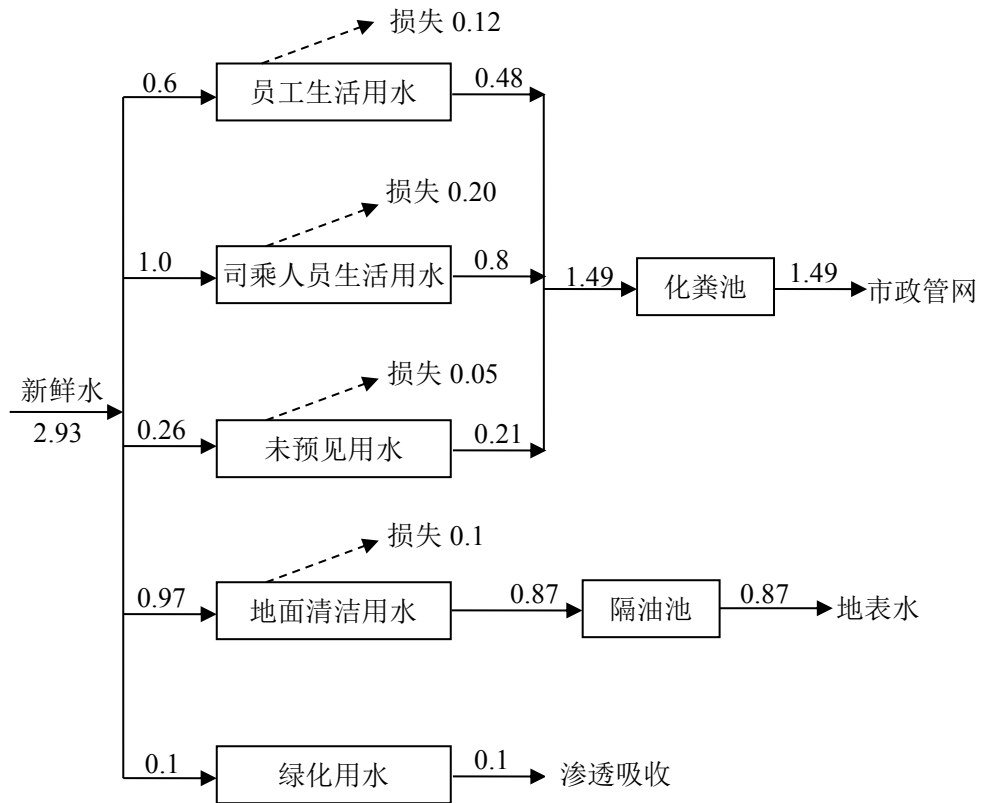 损失 0.12
0.6
员工生活用水
0.48
损失 0.20
1.0
司乘人员生活用水
0.8
1.49
化粪池
1.49
市政管网
新鲜水
2.93
损失 0.05
0.26
未预见用水
0.21
损失 0.1
0.97
地面清洁用水
0.87
隔油池
0.87
地表水
0.1
绿化用水
0.1
渗透吸收